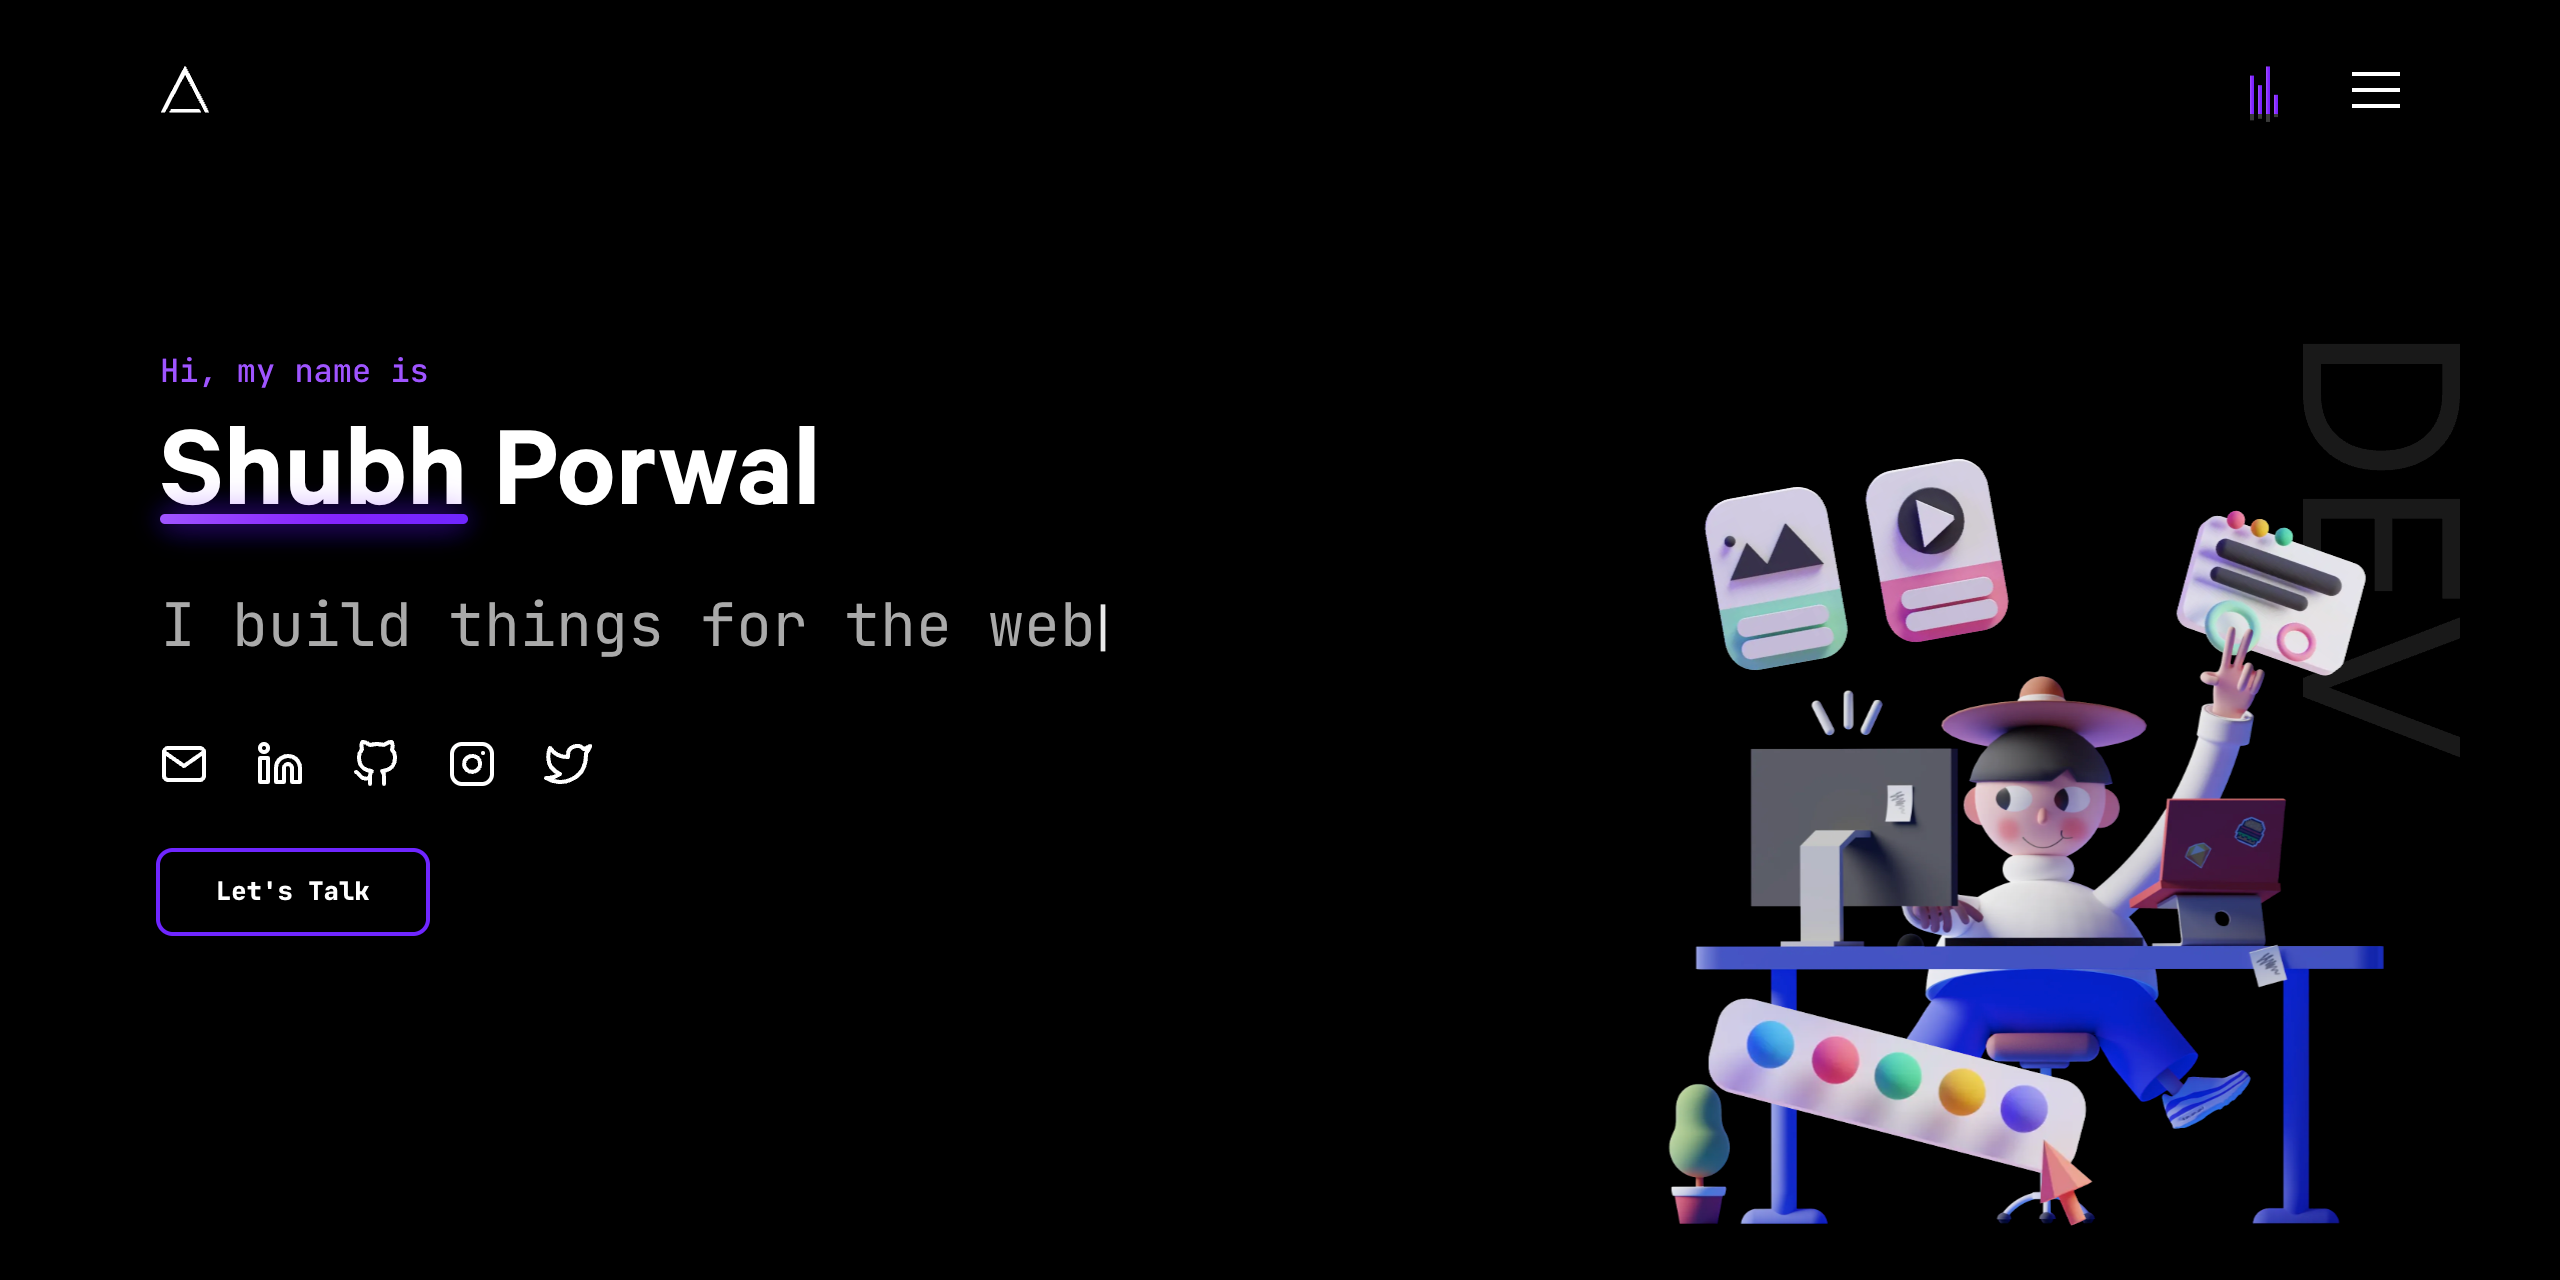 Hi, my name is
Shubh Porwal
I build things for the web
Let's Talk
DEV